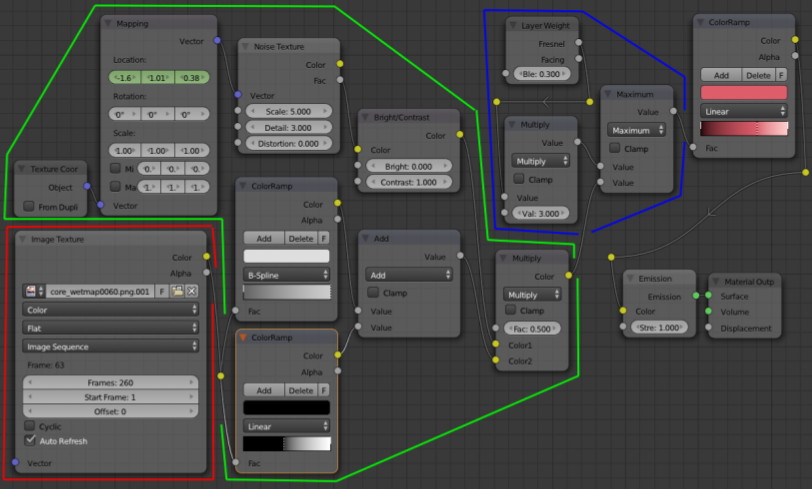 Mapping
Vector
Location:
-1.6
1.01
0.38
Rotation:
0°
0°
0°
Scale:
1.00
1.00
1.00
Mi
0.
0.
0.
Ma
1.
1.
1.
Vector
Texture Coor
Object
From Dupli
Noise Texture
Color
Fac
Vector
Scale: 5.000
Detail: 3.000
Distortion: 0.000
Bright/Contrast
Color
Color
Bright: 0.000
Contrast: 1.000
Layer Weight
Fresnel
Facing
Ble: 0.300
Multiply
Value
Multiply
Clamp
Value
Val: 3.000
Maximum
Value
Maximum
Clamp
Value
Value
ColorRamp
Color
Alpha
Add Delete F
Linear
Fac
Image Texture
Color
Alpha
core_wetmap0060.png.001 F
Color
Flat
Image Sequence
Frame: 63
Frames: 260
Start Frame: 1
Offset: 0
Cyclic
Auto Refresh
Vector
ColorRamp
Color
Alpha
Add Delete F
B-Spline
Fac
ColorRamp
Color
Alpha
Add Delete F
Linear
Fac
Add
Value
Add
Clamp
Value
Value
Multiply
Color
Multiply
Clamp
Fac: 0.500
Color1
Color2
Emission
Emission
Color
Stre: 1.000
Material Outp
Surface
Volume
Displacement